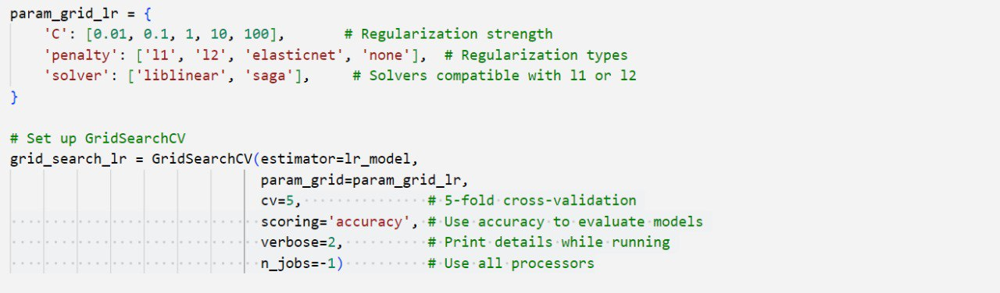 param_grid_lr = {
    'C': [0.01, 0.1, 1, 10, 100],       # Regularization strength
    'penalty': ['l1', 'l2', 'elasticnet', 'none'],  # Regularization types
    'solver': ['liblinear', 'saga'],     # Solvers compatible with l1 or l2
}

# Set up GridSearchCV
grid_search_lr = GridSearchCV(estimator=lr_model,
                              param_grid=param_grid_lr,
                              cv=5,               # 5-fold cross-validation
                              scoring='accuracy', # Use accuracy to evaluate models
                              verbose=2,          # Print details while running
                              n_jobs=-1)          # Use all processors